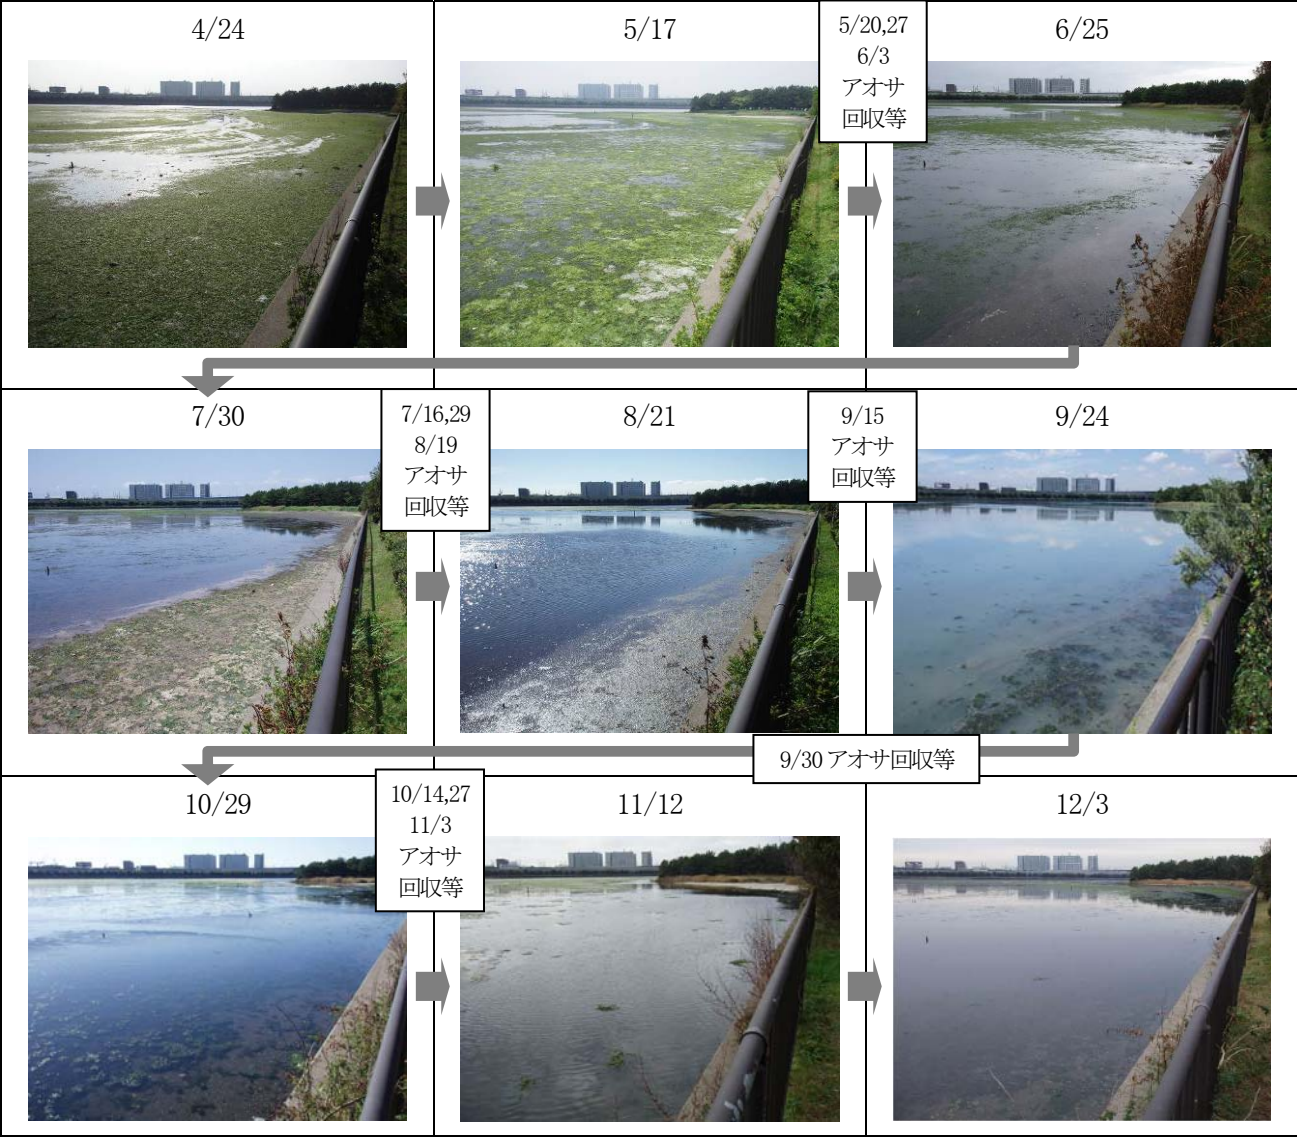 4/24
5/17
5/20,27
6/3
アオサ
回収等
6/25
7/30
7/16,29
8/19
アオサ
回収等
8/21
9/15
アオサ
回収等
9/24
9/30 アオサ回収等
10/29
10/14,27
11/3
アオサ
回収等
11/12
12/3